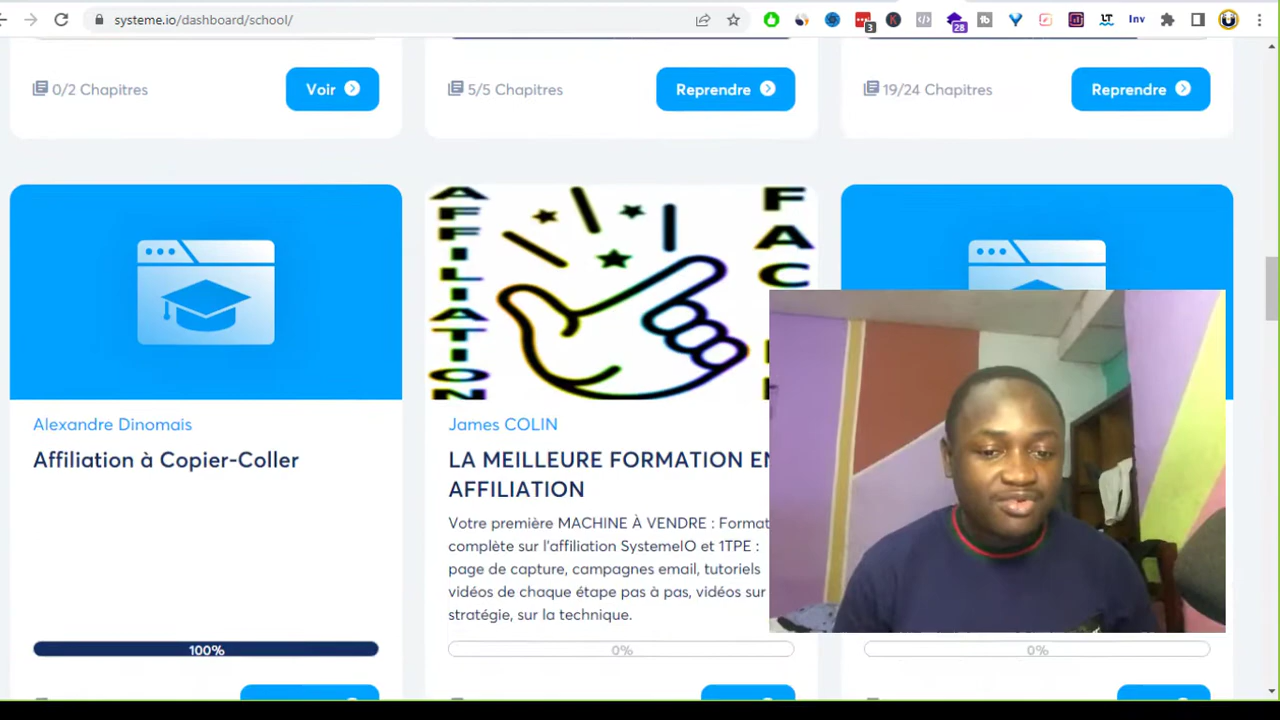 systeme.io/dashboard/school/
3
28
Inv
0/2 Chapitres
Voir
5/5 Chapitres
Reprendre
19/24 Chapitres
Reprendre
AFFILIATION
FAC
Alexandre Dinomais
Affiliation à Copier-Coller
100%
James COLIN
LA MEILLEURE FORMATION EN
AFFILIATION
Votre première MACHINE À VENDRE : Format
complète sur l'affiliation SystemeIO et 1TPE :
page de capture, campagnes email, tutoriels
vidéos de chaque étape pas à pas, vidéos sur
stratégie, sur la technique.
0%
0%